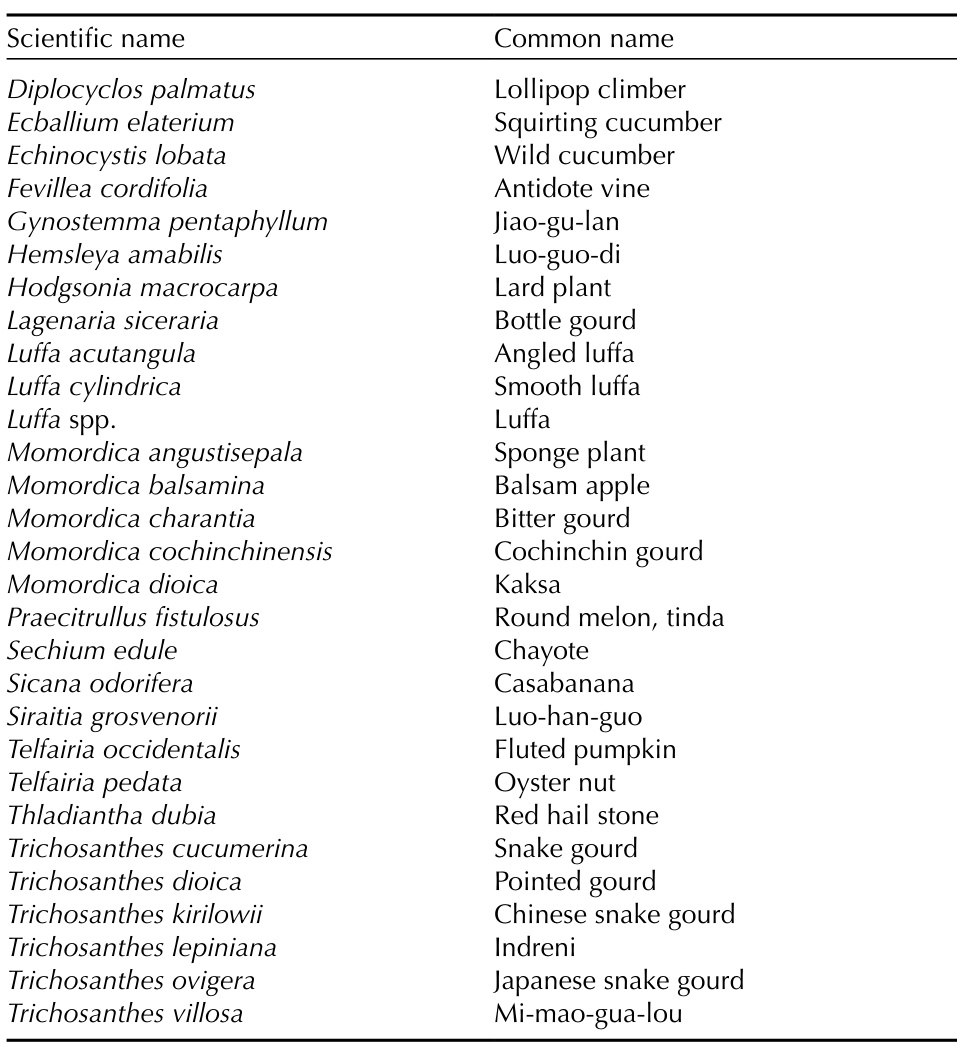 Scientific name Common name
Diplocyclos palmatus Lollipop climber
Ecballium elaterium Squirting cucumber
Echinocystis lobata Wild cucumber
Fevillea cordifolia Antidote vine
Gynostemma pentaphyllum Jiao-gu-lan
Hemsleya amabilis Luo-guo-di
Hodgsonia macrocarpa Lard plant
Lagenaria siceraria Bottle gourd
Luffa acutangula Angled luffa
Luffa cylindrica Smooth luffa
Luffa spp. Luffa
Momordica angustisepala Sponge plant
Momordica balsamina Balsam apple
Momordica charantia Bitter gourd
Momordica cochinchinensis Cochinchin gourd
Momordica dioica Kaksa
Praecitrullus fistulosus Round melon, tinda
Sechium edule Chayote
Sicana odorifera Casabanana
Siraitia grosvenorii Luo-han-guo
Telfairia occidentalis Fluted pumpkin
Telfairia pedata Oyster nut
Thladiantha dubia Red hail stone
Trichosanthes cucumerina Snake gourd
Trichosanthes dioica Pointed gourd
Trichosanthes kirilowii Chinese snake gourd
Trichosanthes lepiniana Indreni
Trichosanthes ovigera Japanese snake gourd
Trichosanthes villosa Mi-mao-gua-lou